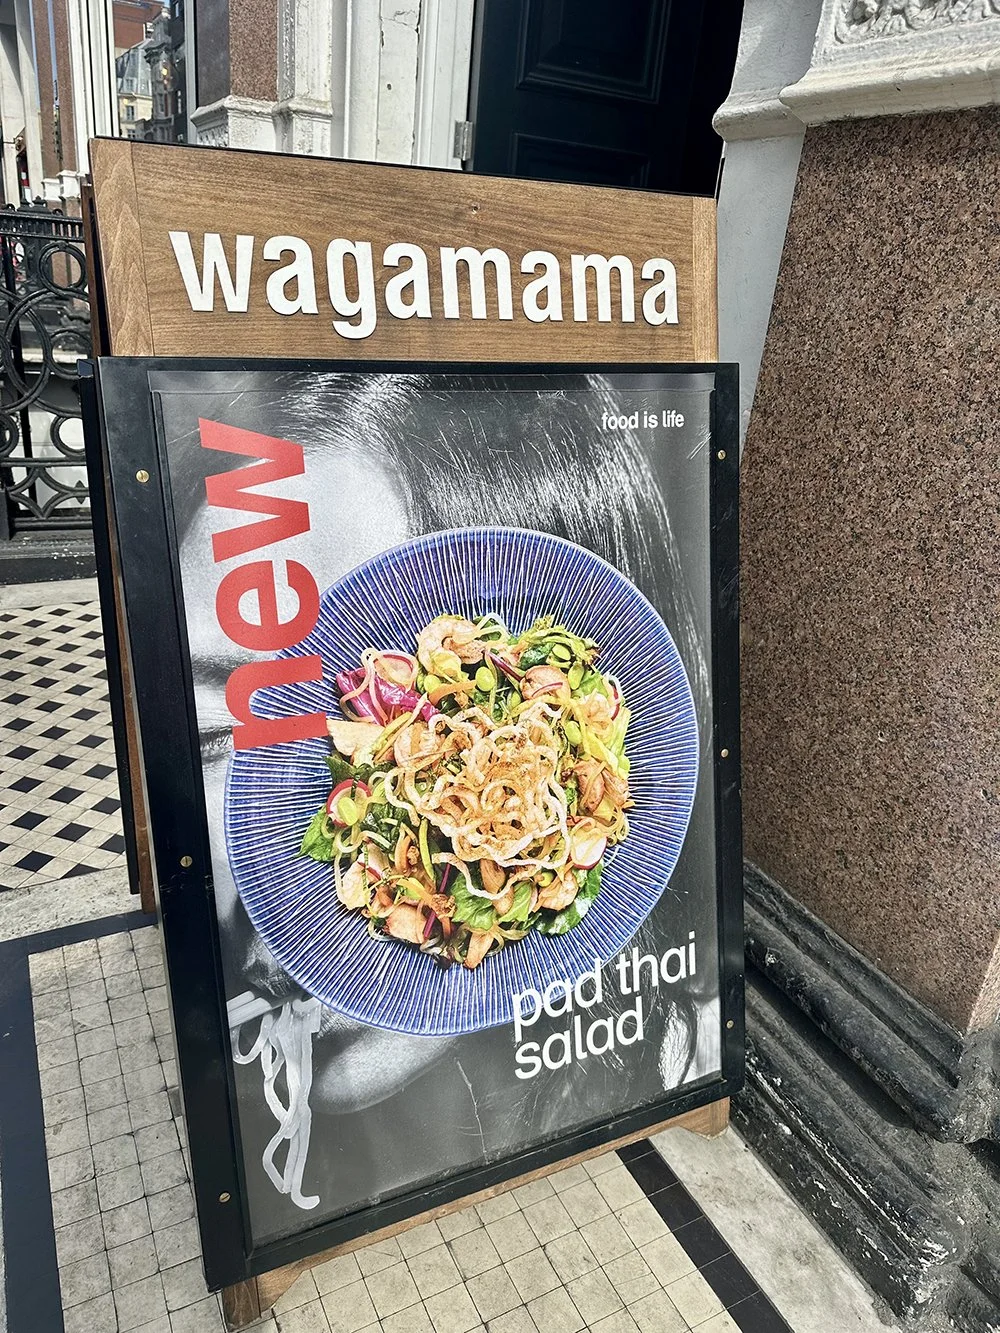 wagamama
food is life
new
pad thai
salad